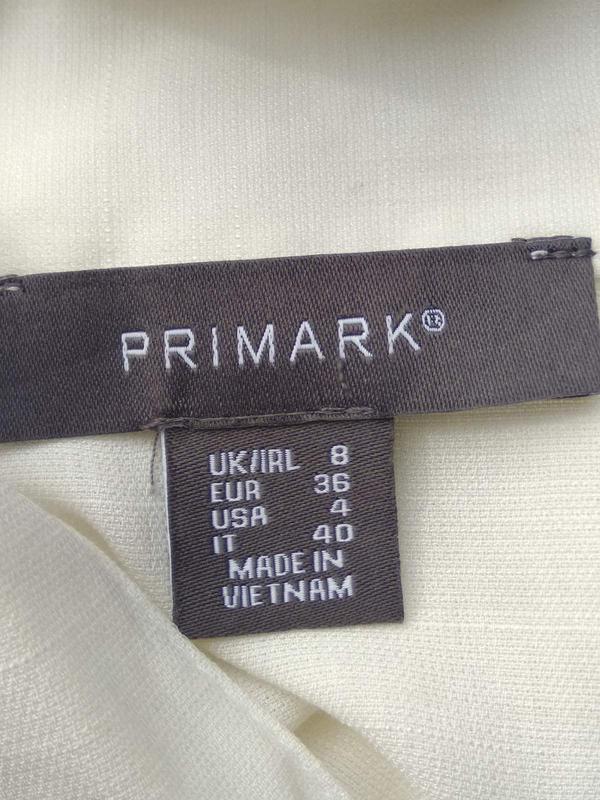 PRIMARK®
UK/IRL 8
EUR 36
USA 4
IT 40
MADE IN
VIETNAM